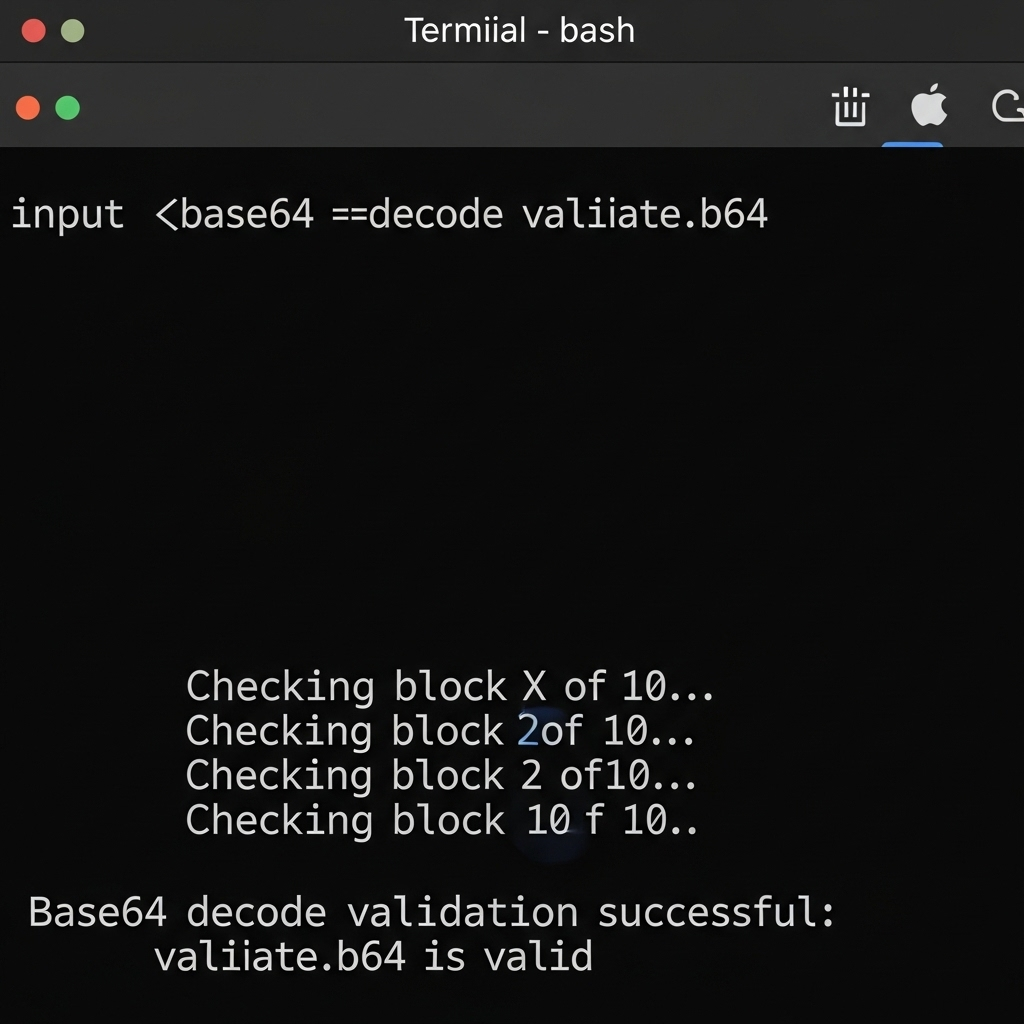 Termiial - bash
input <base64 ==decode valiiate.b64
Checking block X of 10...
Checking block 2of 10...
Checking block 2 of10...
Checking block 10 f 10..
Base64 decode validation successful:
valiiate.b64 is valid